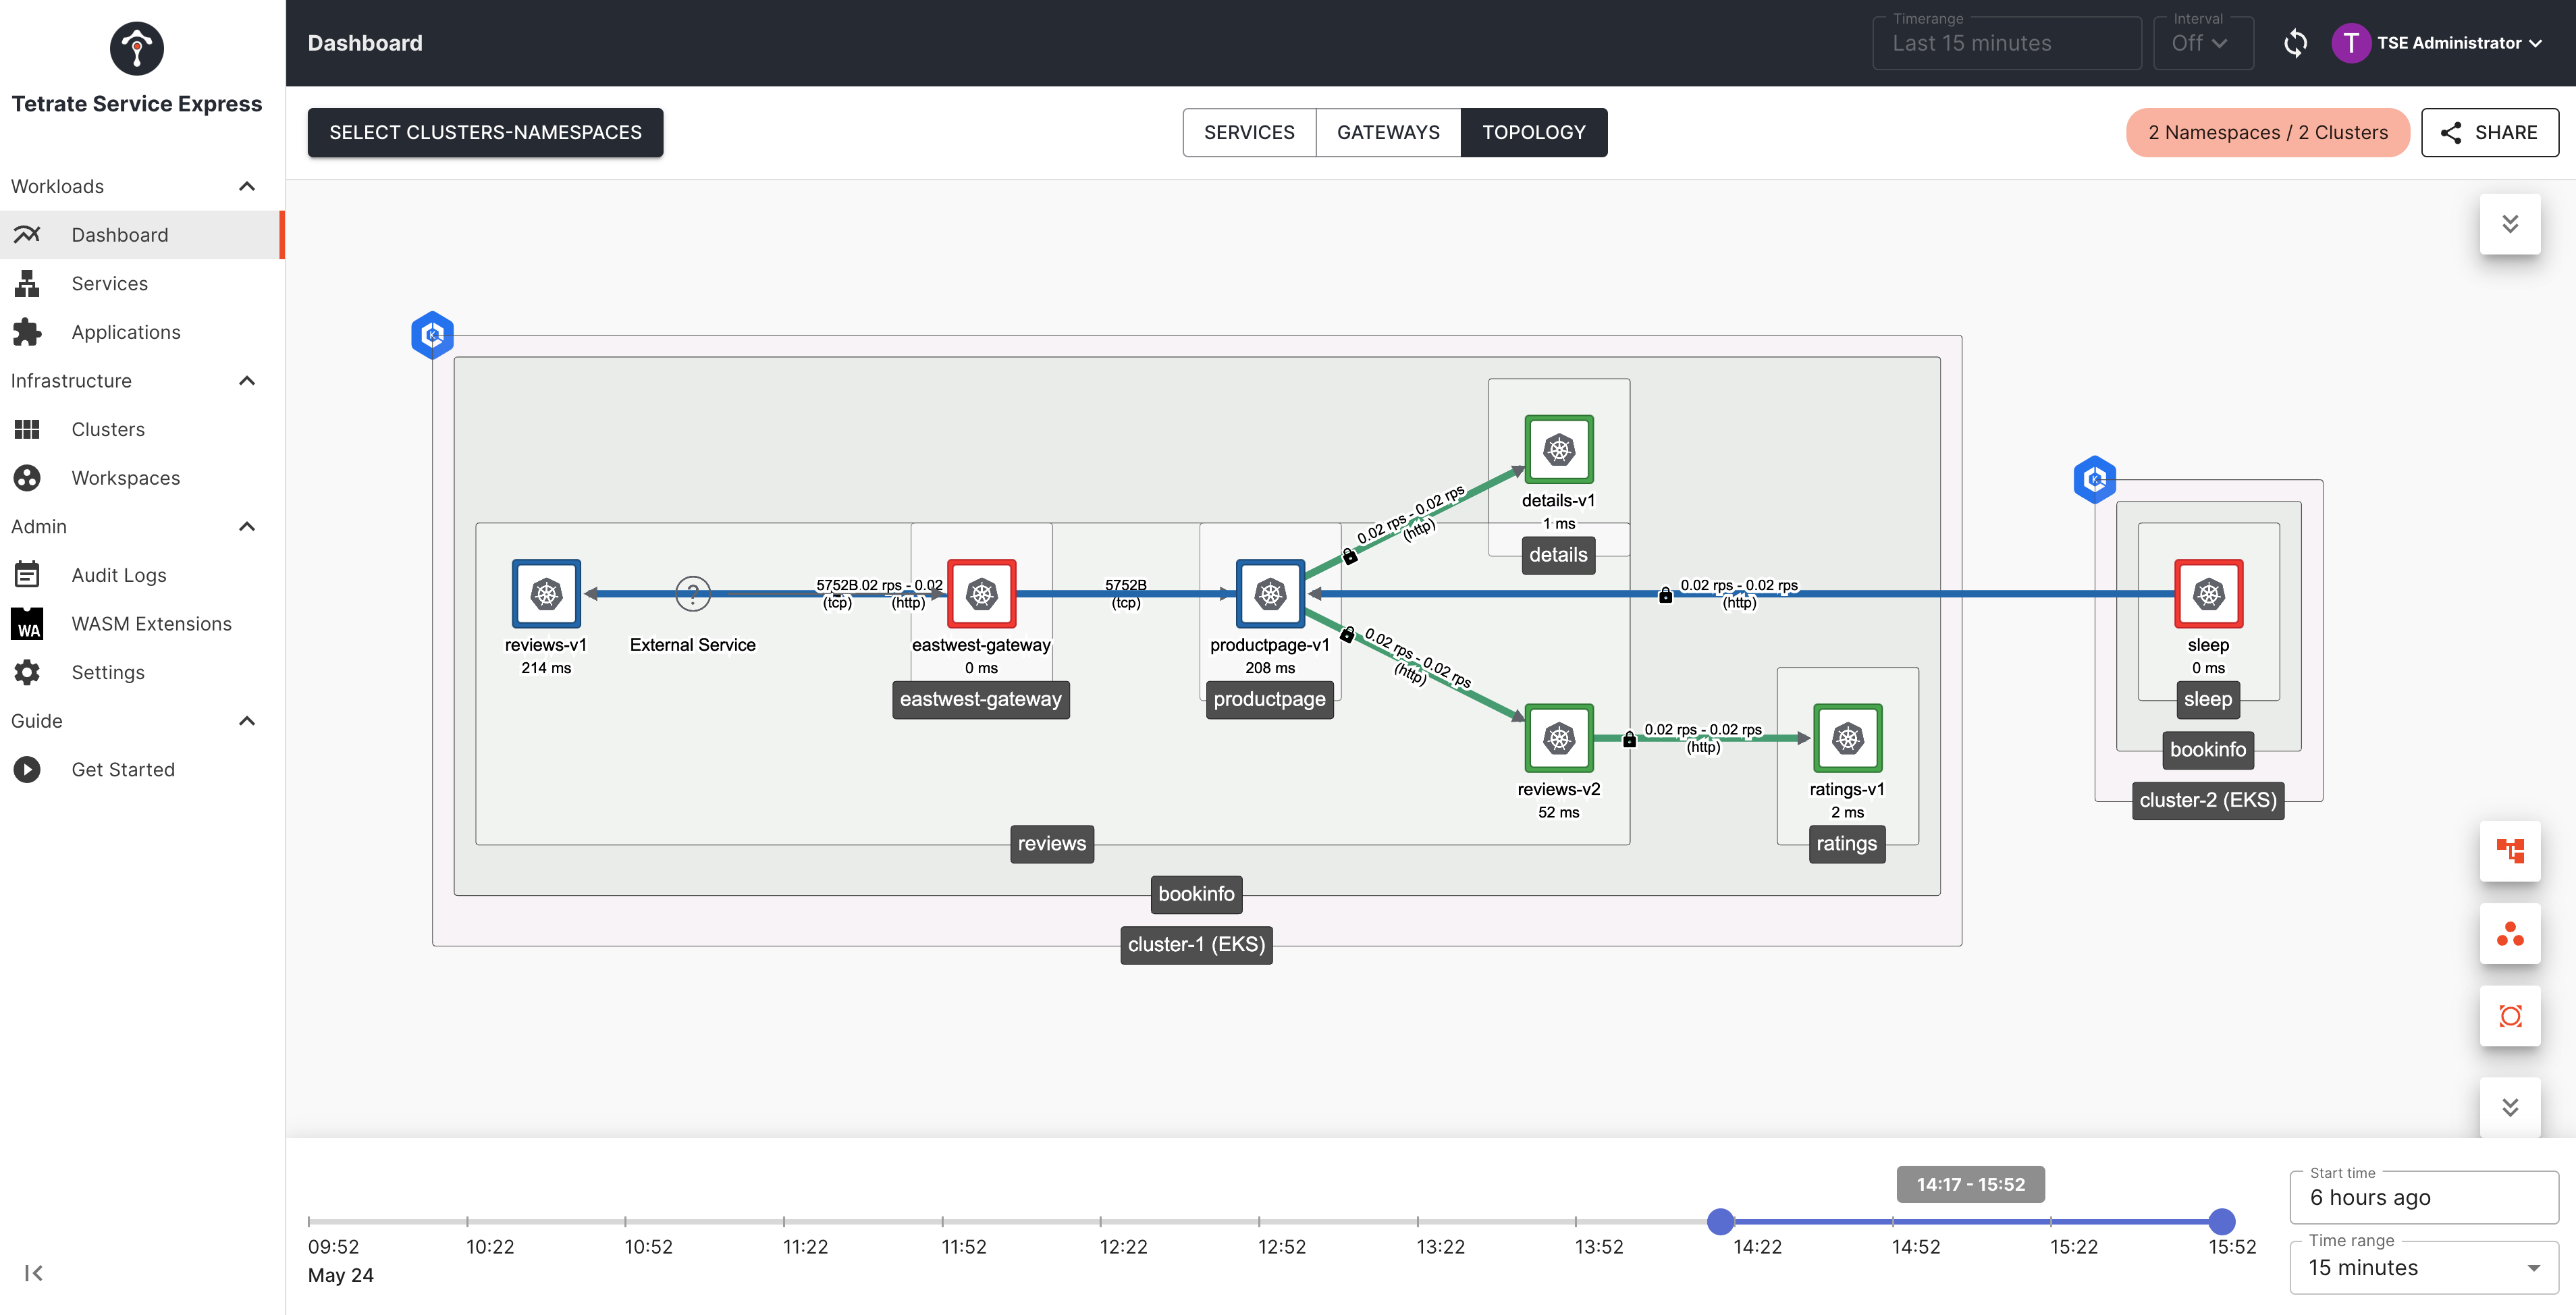 Tetrate Service Express
Workloads
Dashboard
Services
Applications
Infrastructure
Clusters
Workspaces
Admin
Audit Logs
WA
WASM Extensions
Settings
Guide
Get Started
Dashboard
Timerange
Last 15 minutes
Interval
Off
T
TSE Administrator
SELECT CLUSTERS-NAMESPACES
SERVICES
GATEWAYS
TOPOLOGY
2 Namespaces / 2 Clusters
SHARE
details-v1
1 ms
details
0.02 rps - 0.02 rps
(http)
reviews-v1
214 ms
?
External Service
5752B
(tcp)
02 rps - 0.02
(http)
eastwest-gateway
0 ms
eastwest-gateway
5752B
(tcp)
productpage-v1
208 ms
productpage
0.02 rps - 0.02 rps
(http)
0.02 rps - 0.02 rps
(http)
reviews-v2
52 ms
0.02 rps - 0.02 rps
(http)
ratings-v1
2 ms
ratings
reviews
bookinfo
cluster-1 (EKS)
sleep
0 ms
sleep
bookinfo
cluster-2 (EKS)
14:17 - 15:52
09:52
10:22
10:52
11:22
11:52
12:22
12:52
13:22
13:52
14:22
14:52
15:22
15:52
May 24
Start time
6 hours ago
Time range
15 minutes